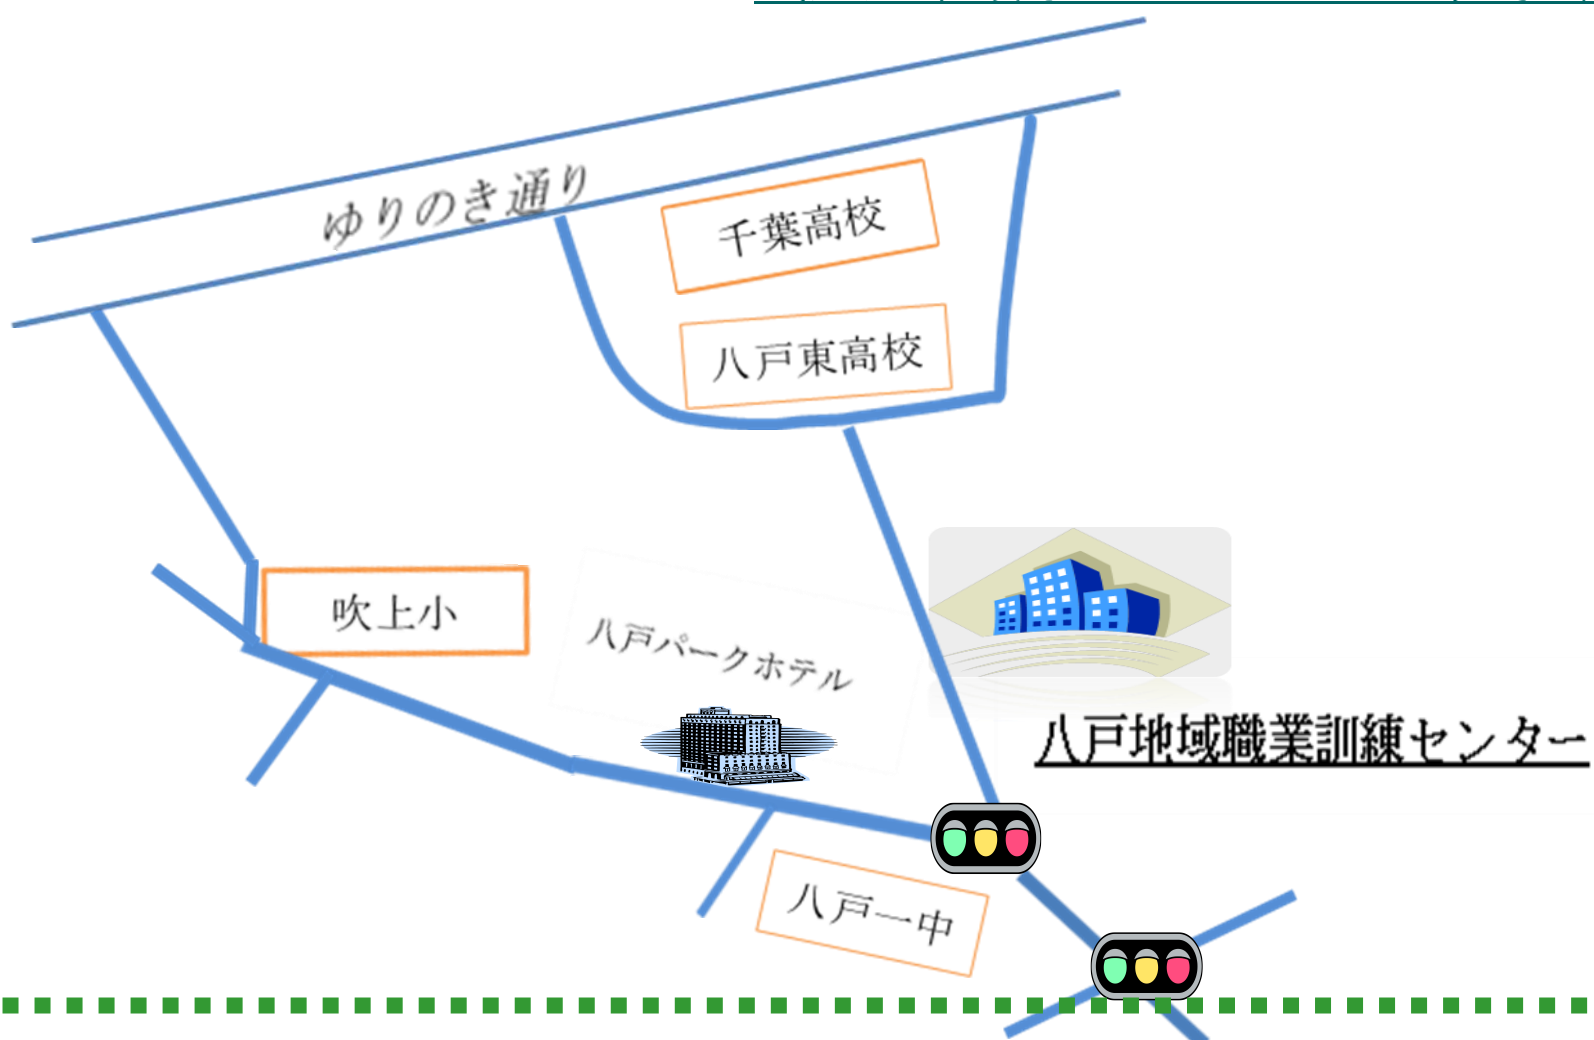 ゆりのき通り
千葉高校
八戸東高校
吹上小
八戸パークホテル
八戸地域職業訓練センター
八戸一中